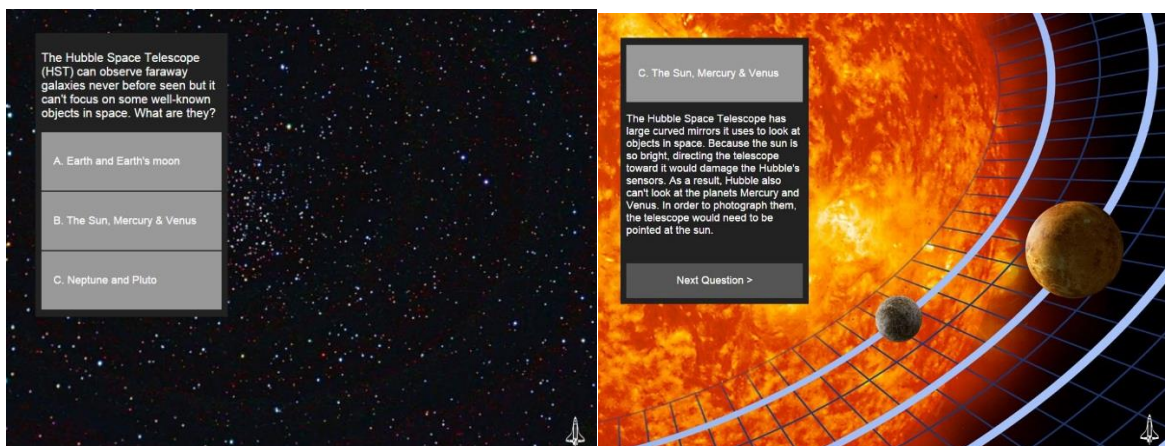 The Hubble Space Telescope
(HST) can observe faraway
galaxies never before seen but it
can't focus on some well-known
objects in space. What are they?
A. Earth and Earth's moon
B. The Sun, Mercury & Venus
C. Neptune and Pluto
C. The Sun, Mercury & Venus
The Hubble Space Telescope has
large curved mirrors it uses to look at
objects in space. Because the sun is
so bright, directing the telescope
toward it would damage the Hubble's
sensors. As a result, Hubble also
can't look at the planets Mercury and
Venus. In order to photograph them,
the telescope would need to be
pointed at the sun.
Next Question >